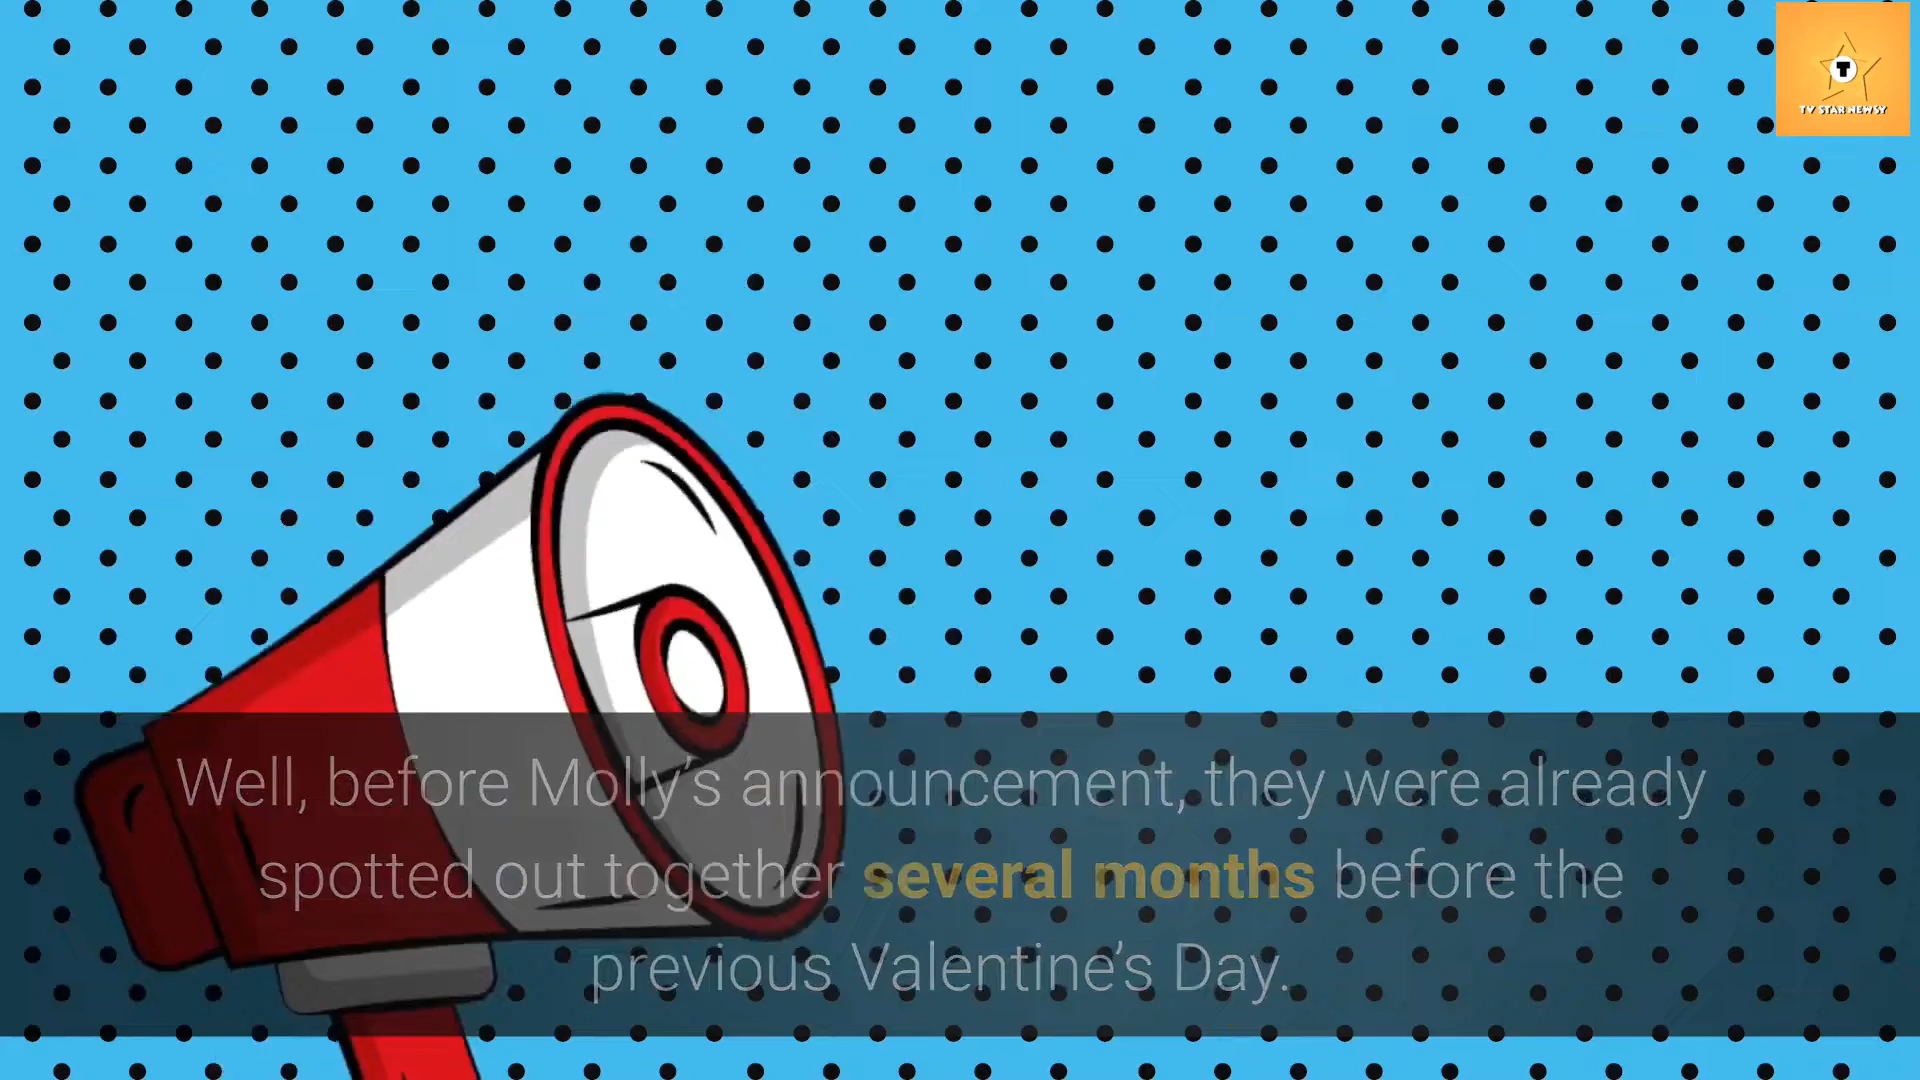 T
TV STAR NEWSY
Well, before Molly’s announcement, they were already
spotted out together several months before the
previous Valentine’s Day.